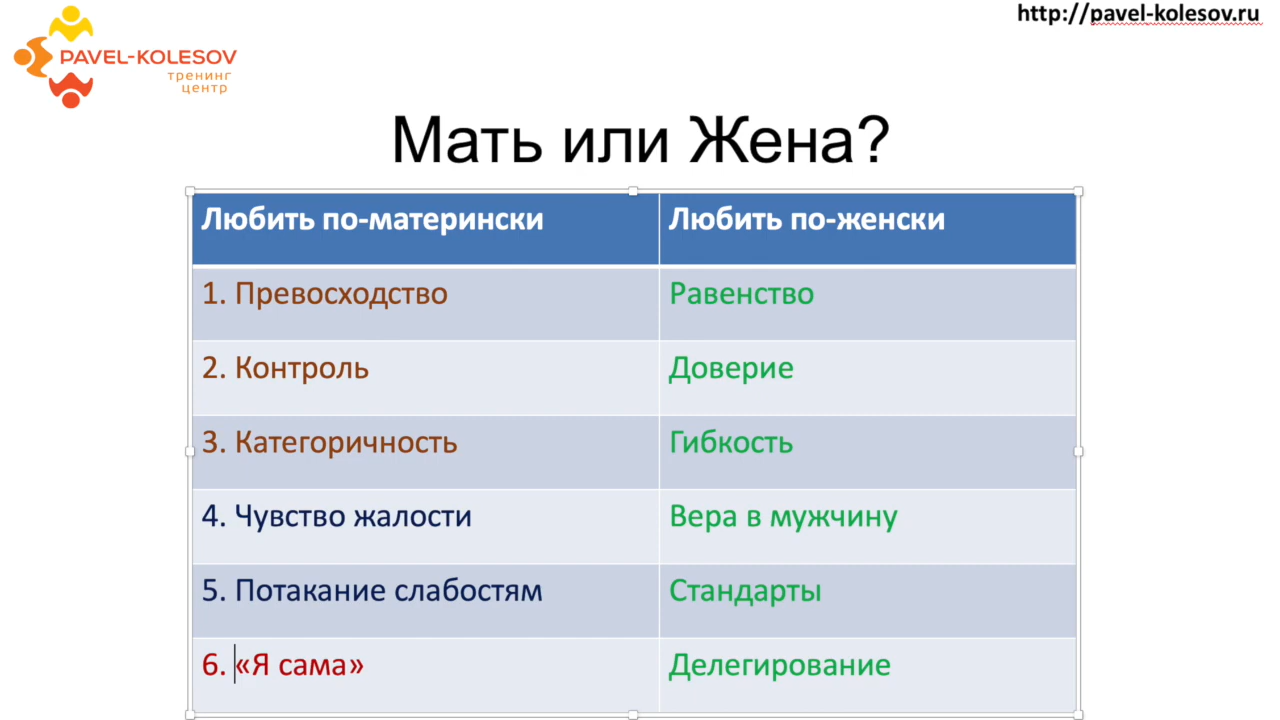 http://pavel-kolesov.ru
PAVEL-KOLESOV
тренинг
центр
Мать или Жена?
Любить по-матерински Любить по-женски
1. Превосходство Равенство
2. Контроль Доверие
3. Категоричность Гибкость
4. Чувство жалости Вера в мужчину
5. Потакание слабостям Стандарты
6. «Я сама» Делегирование